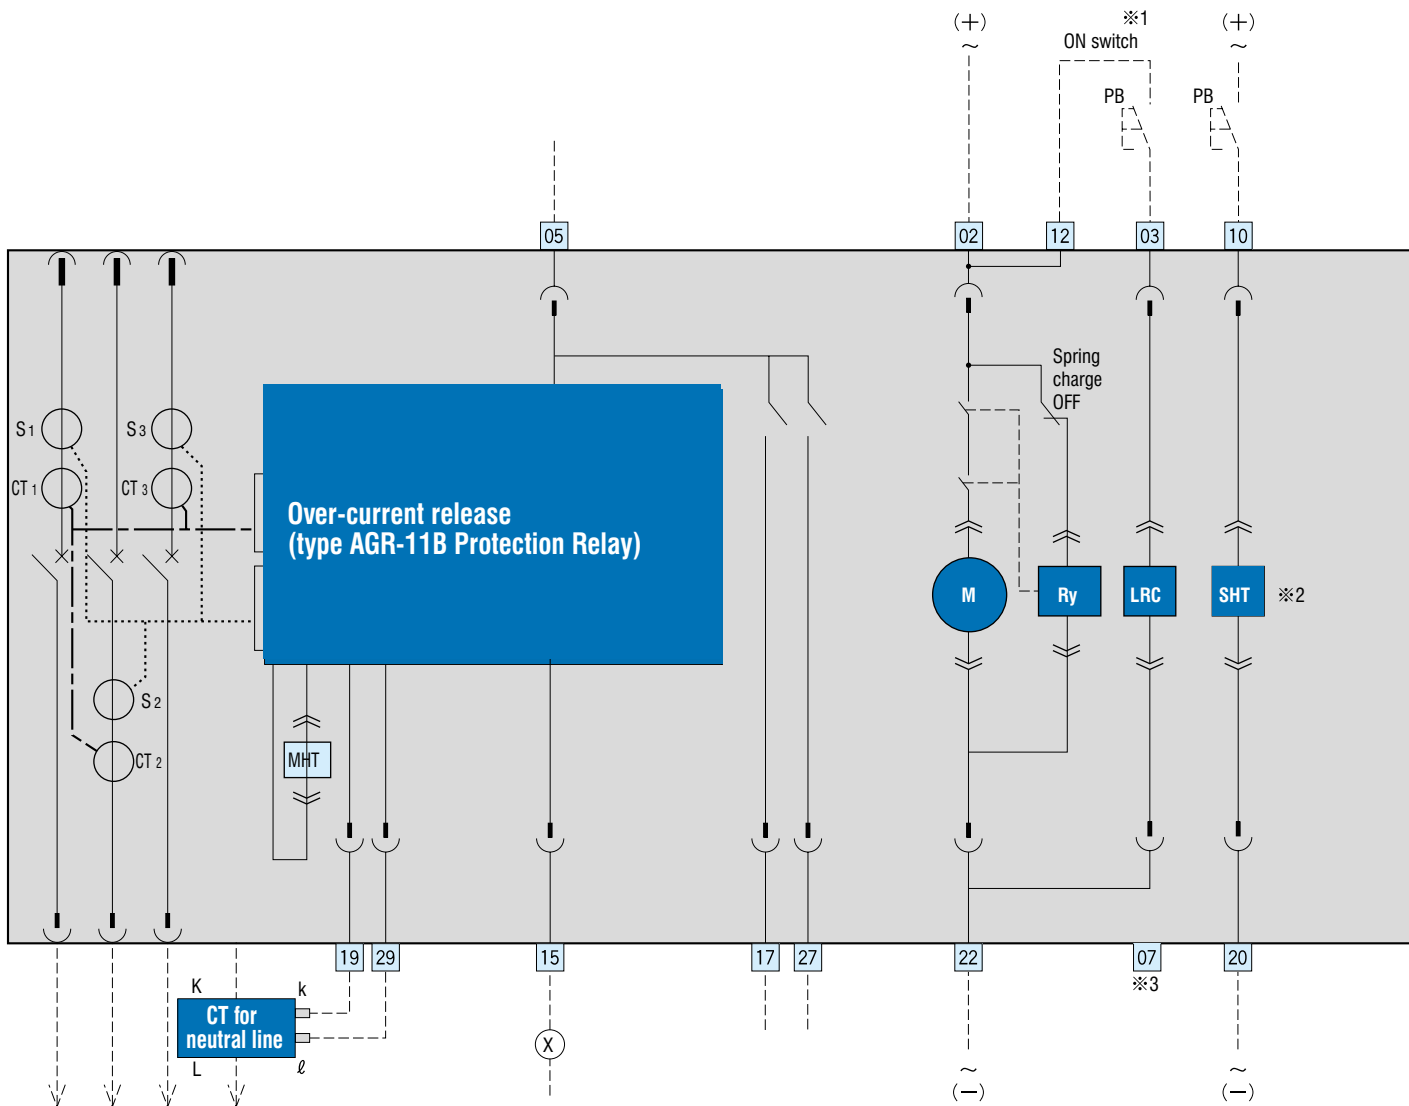 (+)
~
※1
ON switch
(+)
~
PB
PB
05
02
12
03
10
Spring
charge
OFF
S1
S3
CT1
CT3
Over-current release
(type AGR-11B Protection Relay)
M
Ry
LRC
SHT
※2
S2
CT2
MHT
19
29
15
17
27
22
07
20
※3
K
k
CT for
neutral line
L
ℓ
X
~
(−)
~
(−)